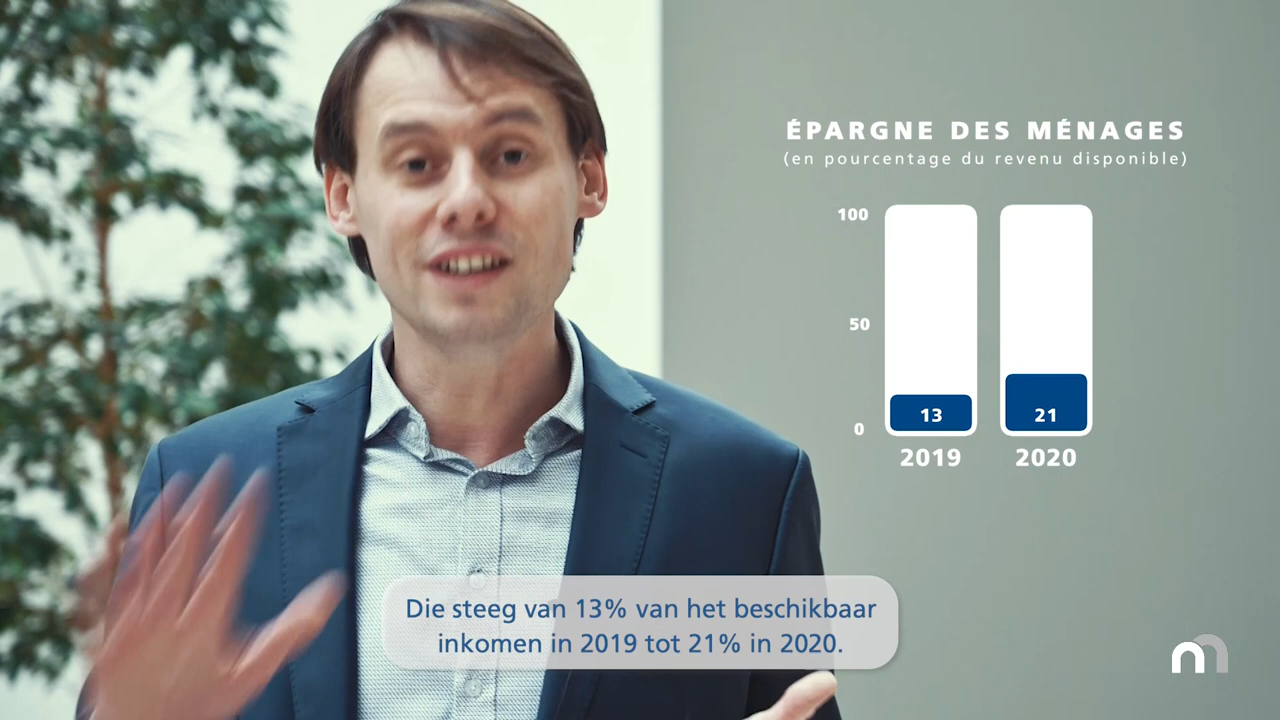 ÉPARGNE DES MÉNAGES
(en pourcentage du revenu disponible)
100
50
0
13
21
2019
2020
Die steeg van 13% van het beschikbaar
inkomen in 2019 tot 21% in 2020.